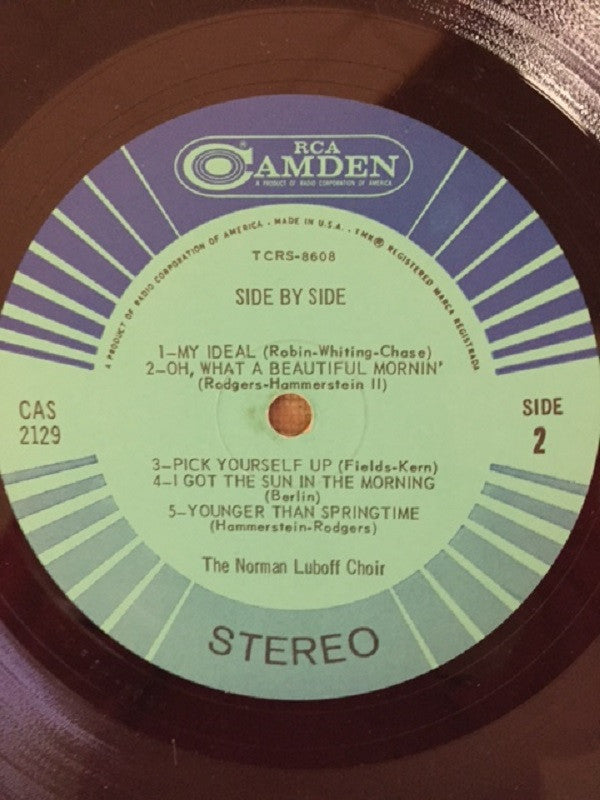 RCA
CAMDEN
®
A PRODUCT OF RADIO CORPORATION OF AMERICA
A PRODUCT OF RADIO CORPORATION OF AMERICA - MADE IN U.S.A. - TMK® REGISTERED MARCA REGISTRADA
TCRS-8608
SIDE BY SIDE
1-MY IDEAL (Robin-Whiting-Chase)
2-OH, WHAT A BEAUTIFUL MORNIN'
(Rodgers-Hammerstein II)
CAS
2129
SIDE
2
3-PICK YOURSELF UP (Fields-Kern)
4-I GOT THE SUN IN THE MORNING
(Berlin)
5-YOUNGER THAN SPRINGTIME
(Hammerstein-Rodgers)
The Norman Luboff Choir
STEREO